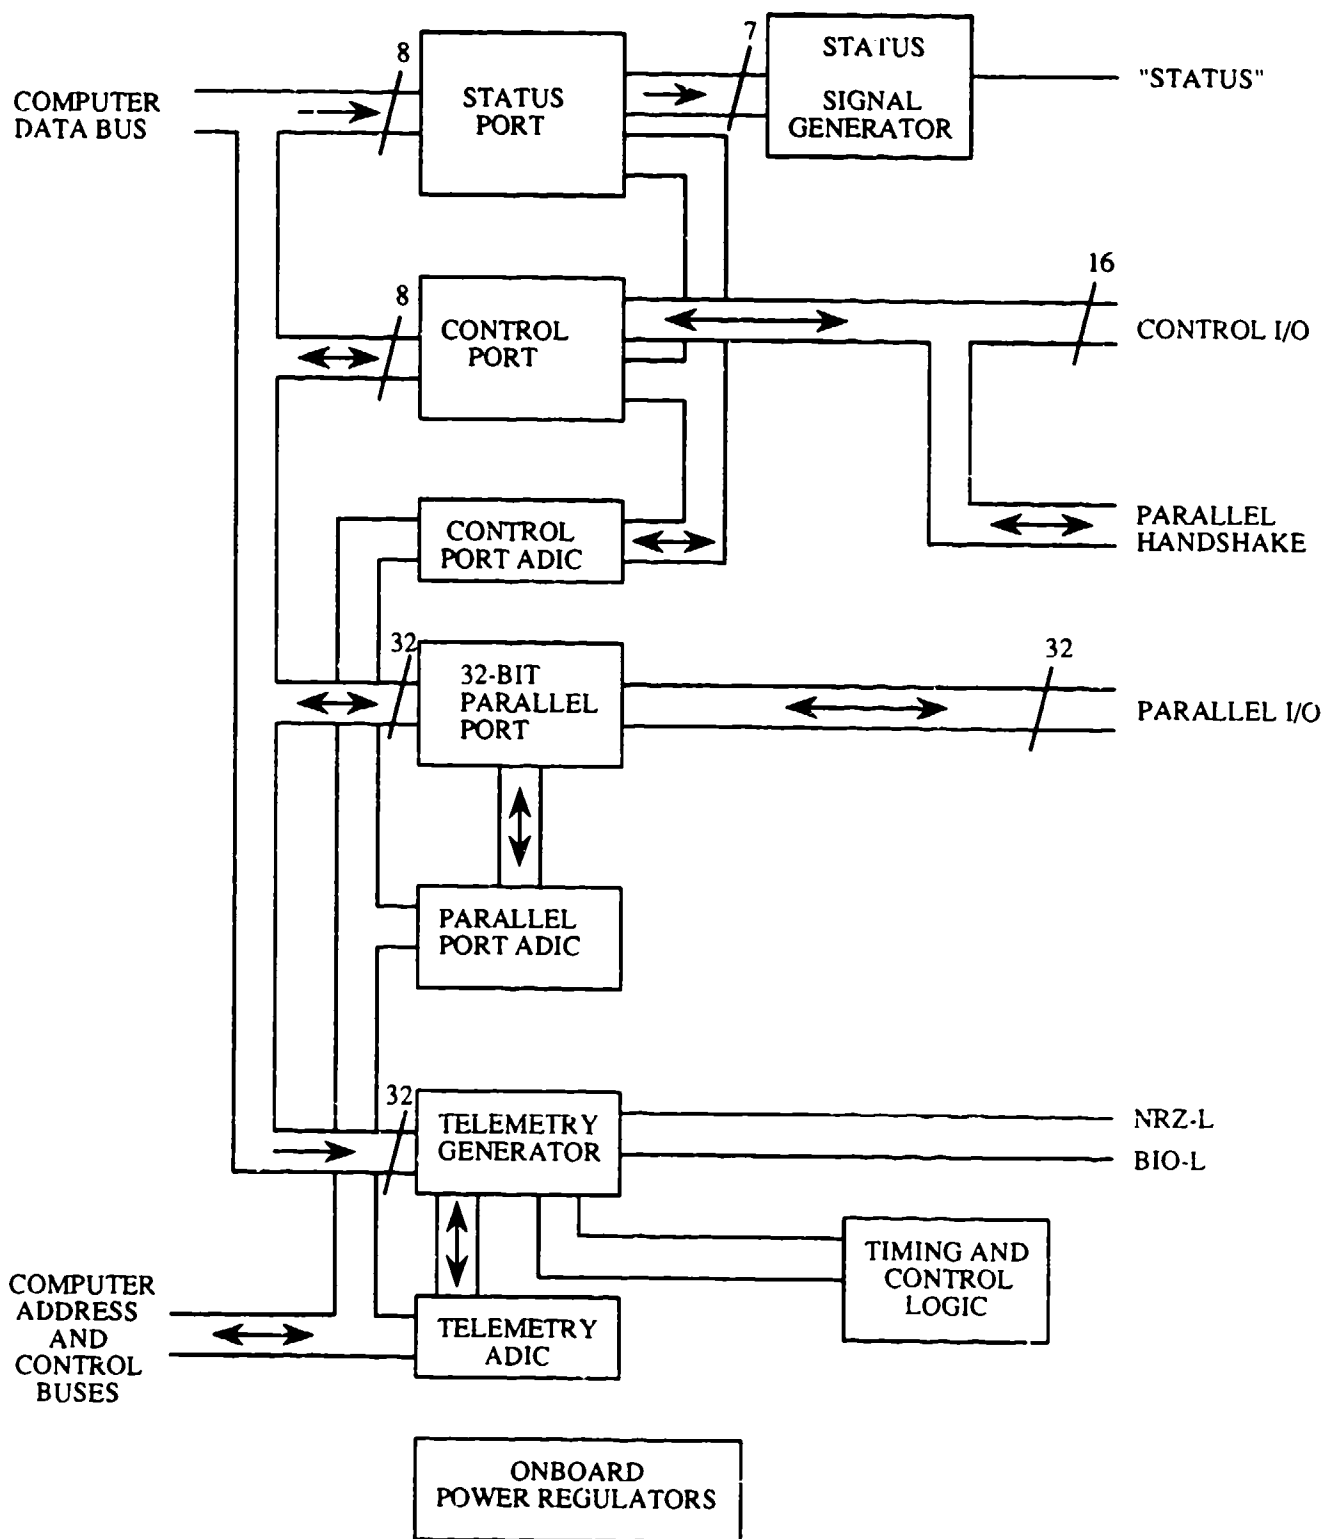 COMPUTER
DATA BUS
8
STATUS
PORT
7
STATUS
SIGNAL
GENERATOR
"STATUS"
8
CONTROL
PORT
16
CONTROL I/O
CONTROL
PORT ADIC
PARALLEL
HANDSHAKE
32
32-BIT
PARALLEL
PORT
32
PARALLEL I/O
PARALLEL
PORT ADIC
32
TELEMETRY
GENERATOR
NRZ-L
BIO-L
TIMING AND
CONTROL
LOGIC
COMPUTER
ADDRESS
AND
CONTROL
BUSES
TELEMETRY
ADIC
ONBOARD
POWER REGULATORS